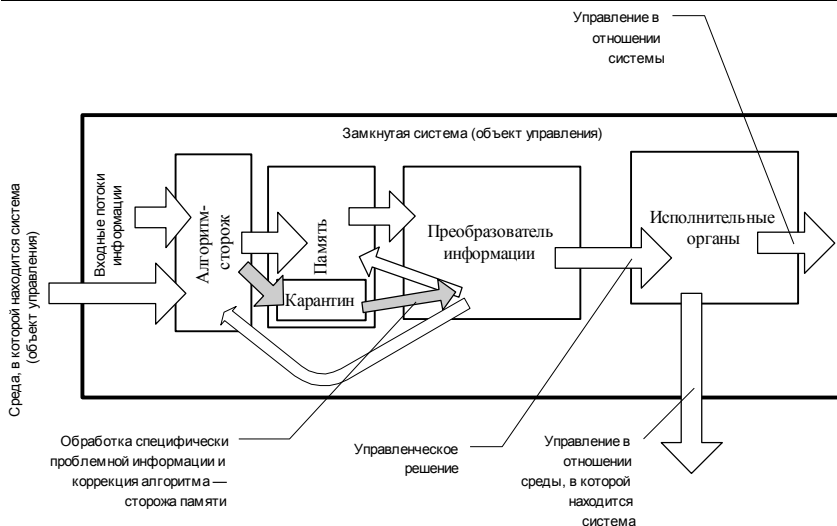 Управление в
отношении
системы
Замкнутая система (объект управления)
Среда, в которой находится система
(объект управления)
Входные потоки
информации
Алгоритм-
сторож
Память
Карантин
Преобразователь
информации
Исполнительные
органы
Обработка специфически
проблемной информации и
коррекция алгоритма —
сторожа памяти
Управленческое
решение
Управление в
отношении
среды, в которой
находится
система